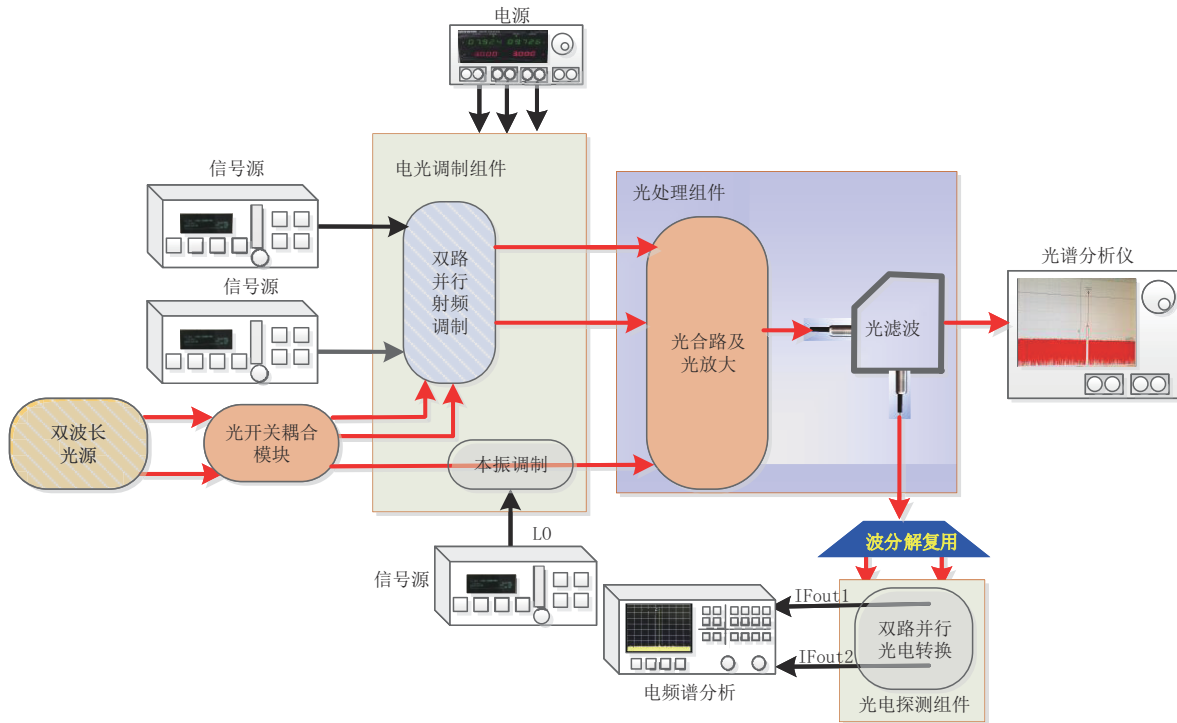 电源
信号源
电光调制组件
光处理组件
双路
并行
射频
调制
信号源
光谱分析仪
光合路及
光放大
光滤波
双波长
光源
光开关耦合
模块
本振调制
LO
信号源
波分解复用
IFout1
IFout2
双路并行
光电转换
电频谱分析
光电探测组件